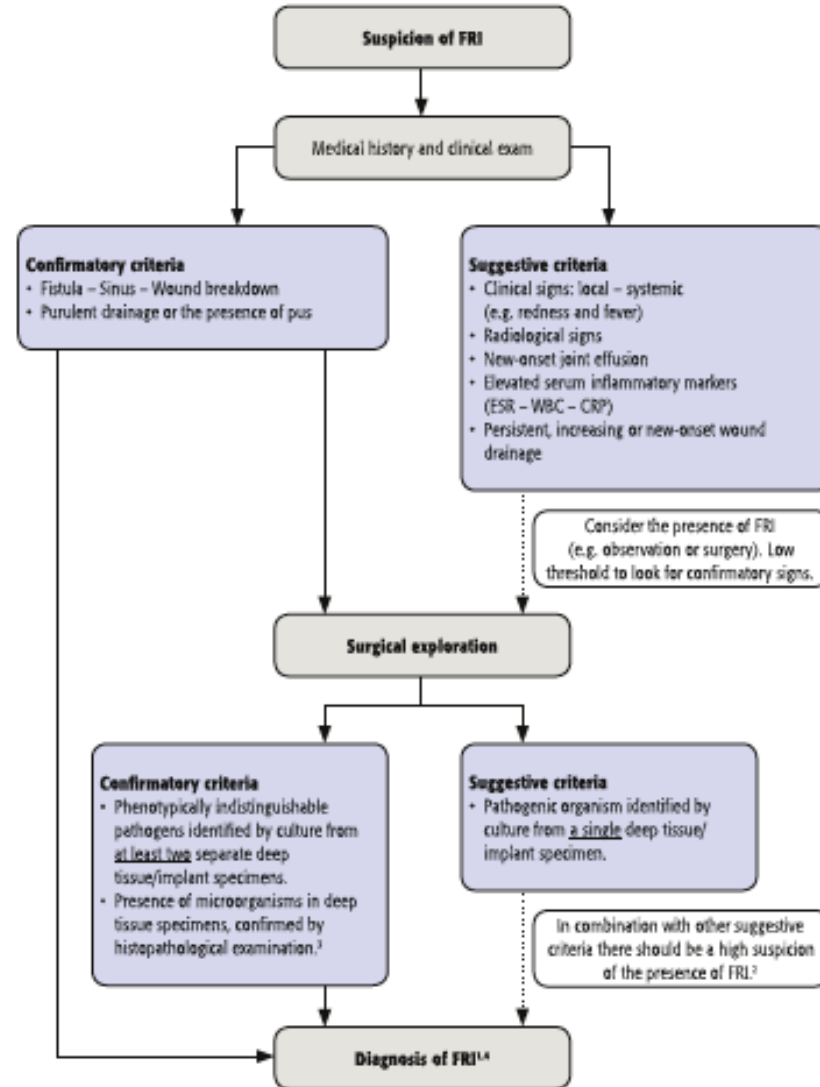 Suspicion of FRI
Medical history and clinical exam
Confirmatory criteria
• Fistula – Sinus – Wound breakdown
• Purulent drainage or the presence of pus
Suggestive criteria
• Clinical signs: local – systemic
(e.g. redness and fever)
• Radiological signs
• New-onset joint effusion
• Elevated serum inflammatory markers
(ESR – WBC – CRP)
• Persistent, increasing or new-onset wound
drainage
Consider the presence of FRI
(e.g. observation or surgery). Low
threshold to look for confirmatory signs.
Surgical exploration
Confirmatory criteria
• Phenotypically indistinguishable
pathogens identified by culture from
at least two separate deep
tissue/implant specimens.
• Presence of microorganisms in deep
tissue specimens, confirmed by
histopathological examination.³
Suggestive criteria
• Pathogenic organism identified by
culture from a single deep tissue/
implant specimen.
In combination with other suggestive
criteria there should be a high suspicion
of the presence of FRI.²
Diagnosis of FRI¹,⁴